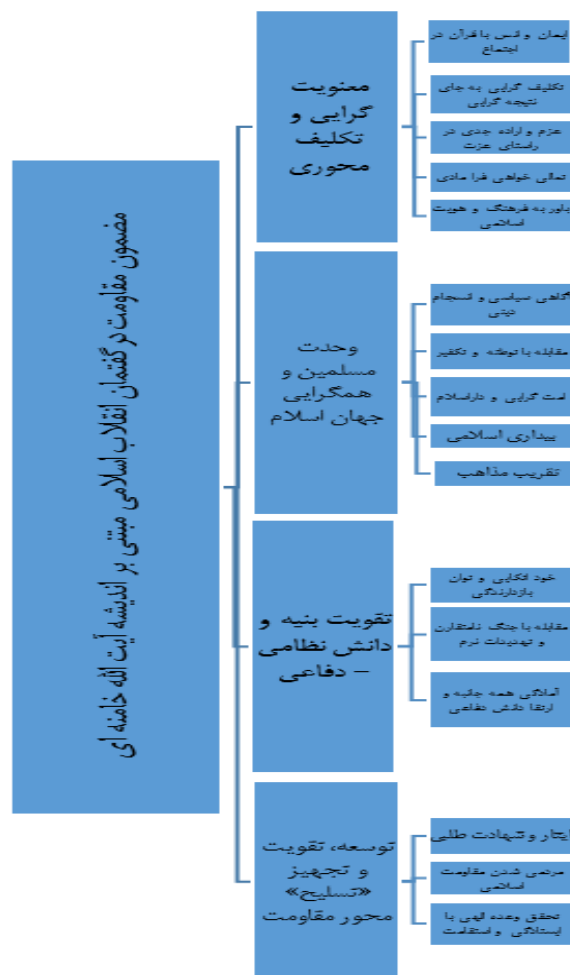 مضمون مقاومت در گفتمان انقلاب اسلامی مبتنی بر اندیشه آیت الله خامنه ای
معنویت
گرایی و
تکلیف
محوری
ایمان و انس با قرآن در
اجتماع
تکلیف گرایی به جای
نتیجه گرایی
عزم و اراده جدی در
راستای عزت
تعالی خواهی فرا مادی
باور به فرهنگ و هویت
اسلامی
وحدت
مسلمین و
همگرایی
جهان اسلام
آگاهی سیاسی و انسجام
دینی
مقابله با توطئه و تکفیر
امت گرایی و داراسلام
بیداری اسلامی
تقریب مذاهب
تقویت بنیه و
دانش نظامی
– دفاعی
خود اتکایی و توان
بازدارندگی
مقابله با جنگ نامتقارن
و تهدیدات نرم
آمادگی همه جانبه و
ارتقا دانش دفاعی
توسعه، تقویت
و تجهیز
«تسلیح»
محور مقاومت
ایثار و شهادت طلبی
مردمی شدن مقاومت
اسلامی
تحقق وعده الهی با
ایستادگی و استقامت